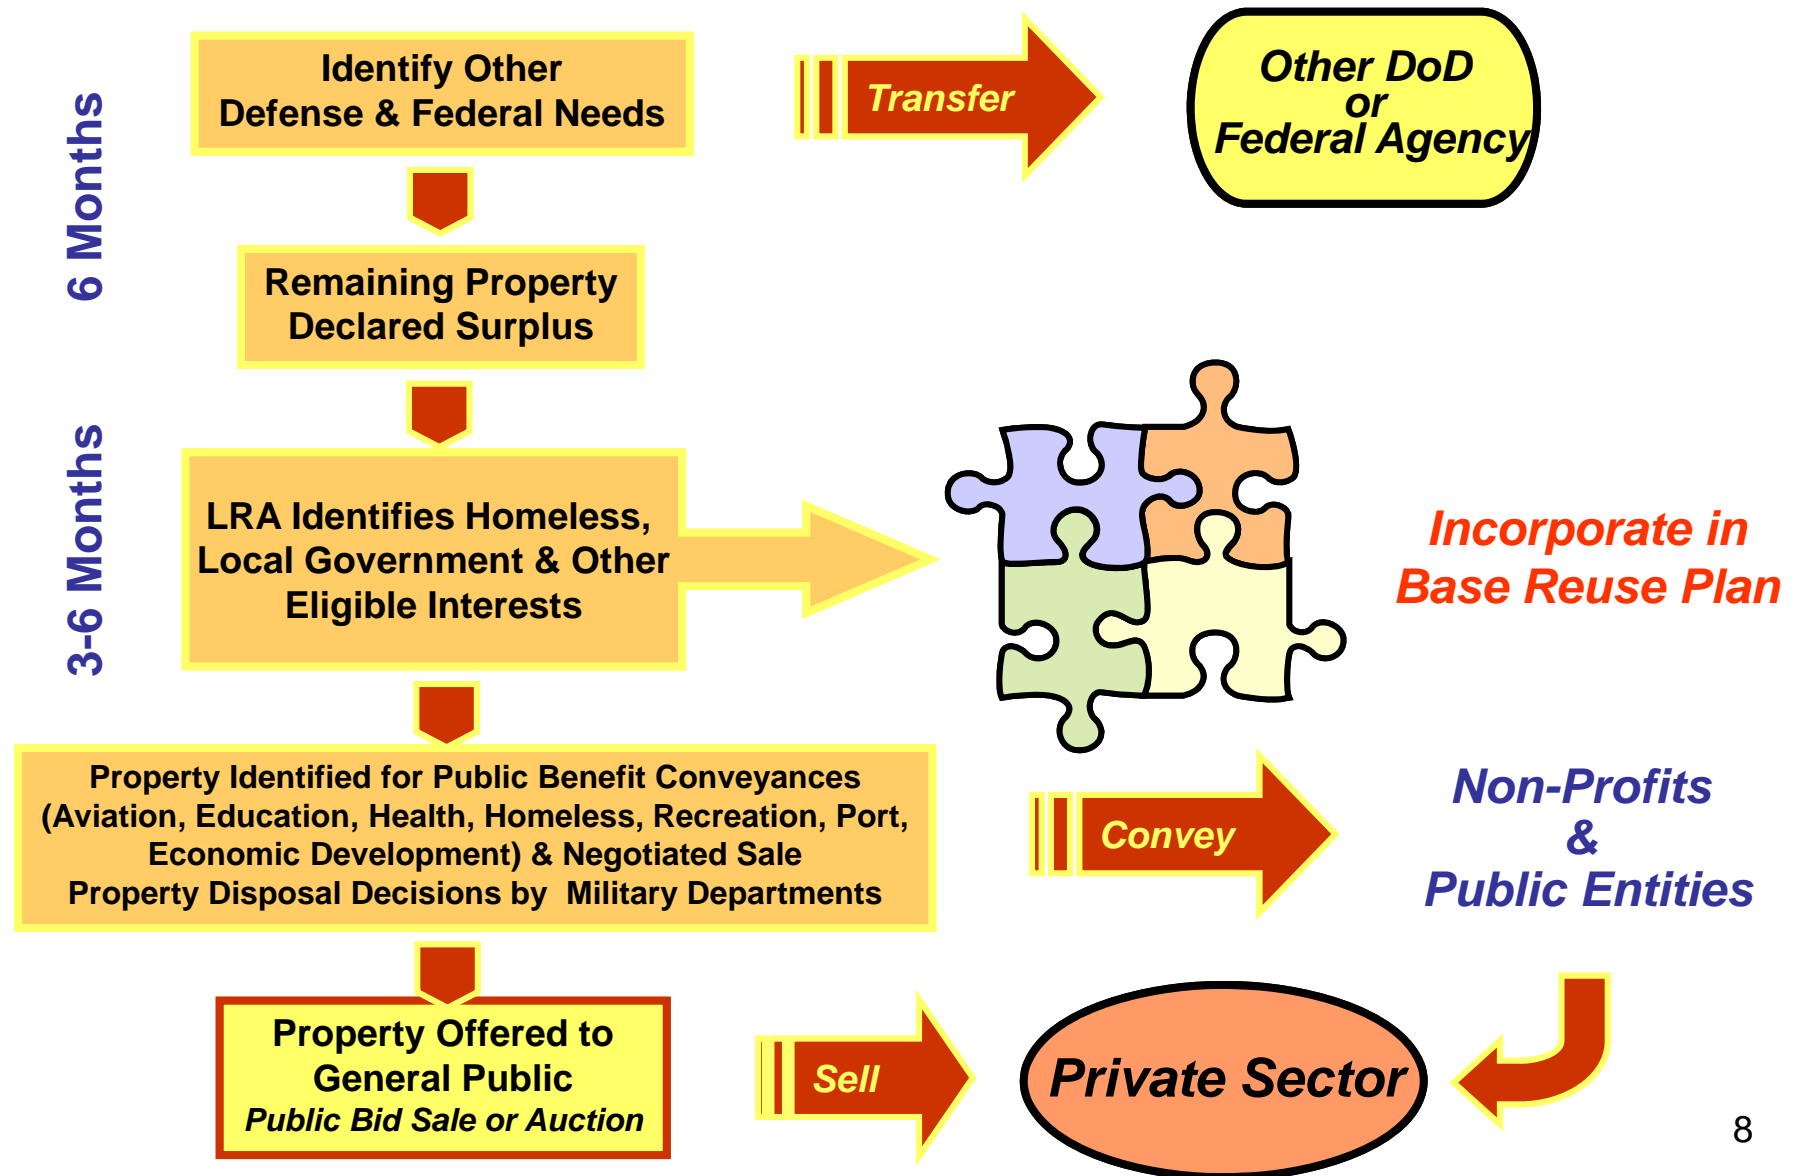 6 Months
Identify Other
Defense & Federal Needs
Transfer
Other DoD
or
Federal Agency
Remaining Property
Declared Surplus
3-6 Months
LRA Identifies Homeless,
Local Government & Other
Eligible Interests
Incorporate in
Base Reuse Plan
Property Identified for Public Benefit Conveyances
(Aviation, Education, Health, Homeless, Recreation, Port,
Economic Development) & Negotiated Sale
Property Disposal Decisions by Military Departments
Convey
Non-Profits
&
Public Entities
Property Offered to
General Public
Public Bid Sale or Auction
Sell
Private Sector
8